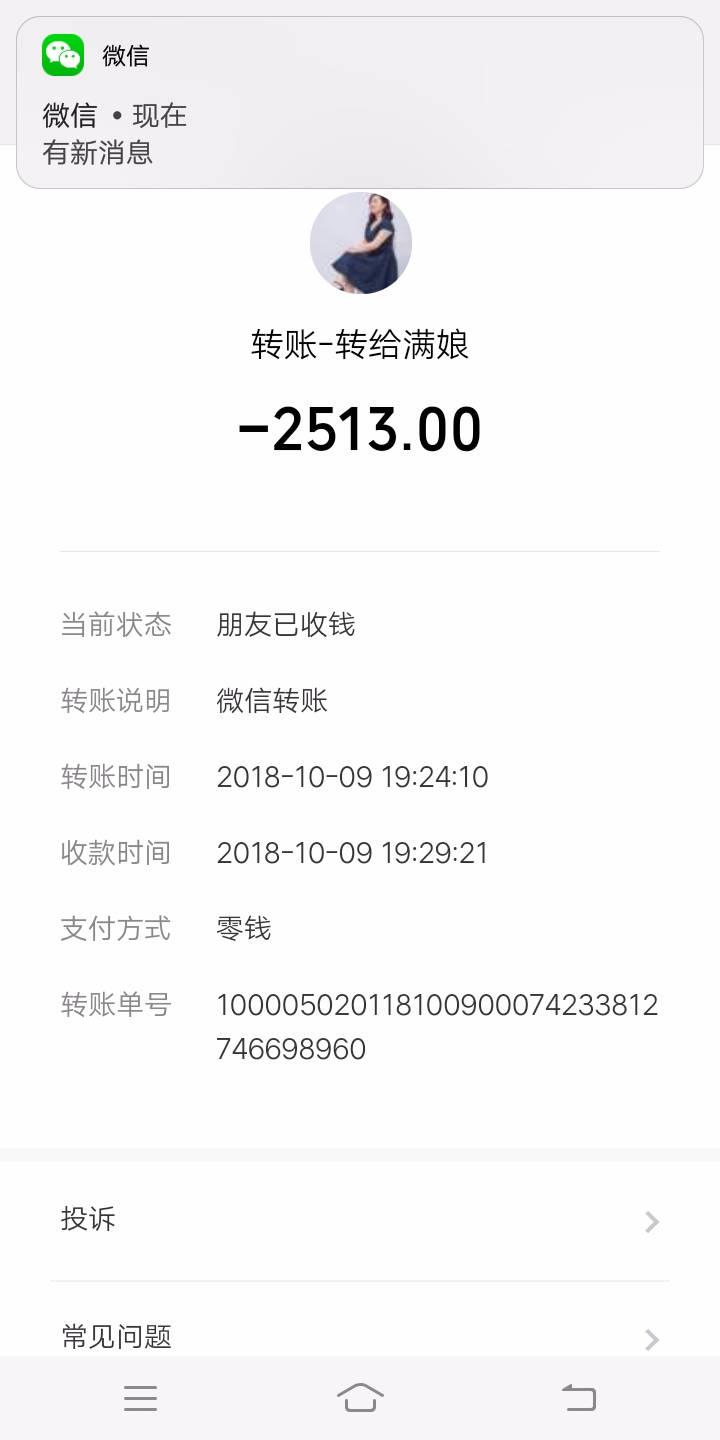 微信
微信 • 现在
有新消息
转账-转给满娘
-2513.00
当前状态 朋友已收钱
转账说明 微信转账
转账时间 2018-10-09 19:24:10
收款时间 2018-10-09 19:29:21
支付方式 零钱
转账单号 100005020118100900074233812
746698960
投诉
常见问题